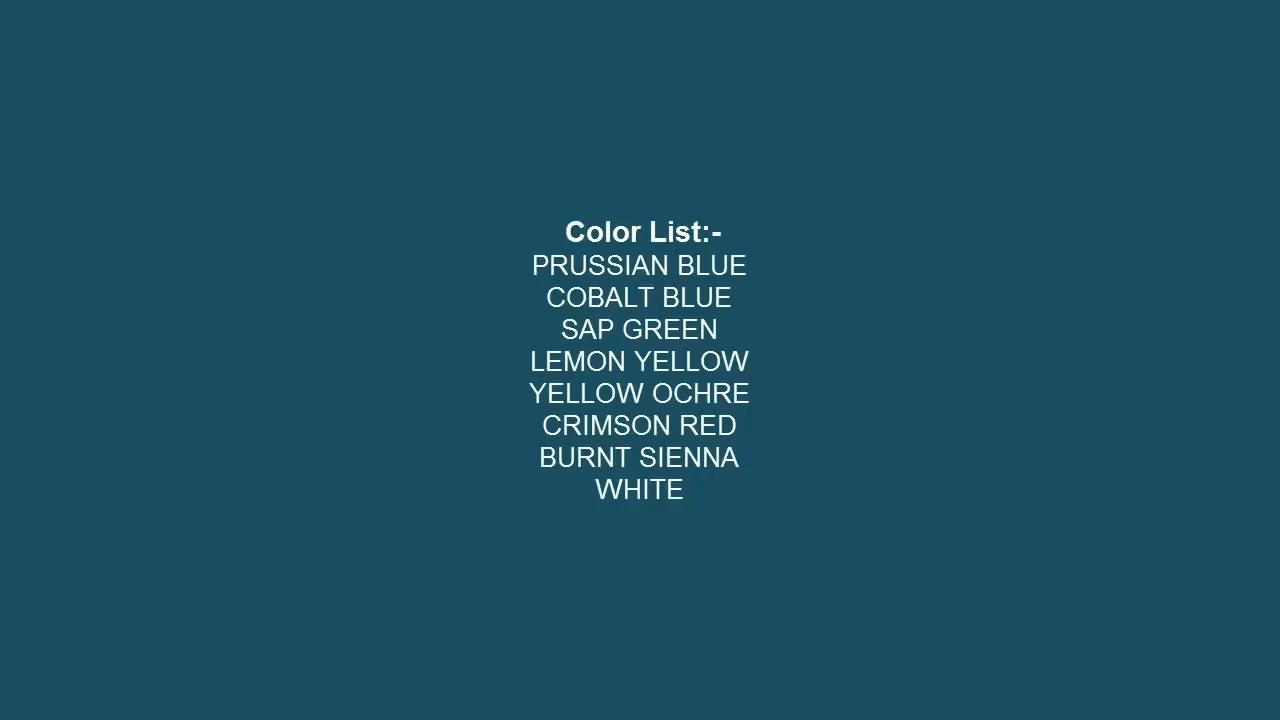 Color List:-
PRUSSIAN BLUE
COBALT BLUE
SAP GREEN
LEMON YELLOW
YELLOW OCHRE
CRIMSON RED
BURNT SIENNA
WHITE